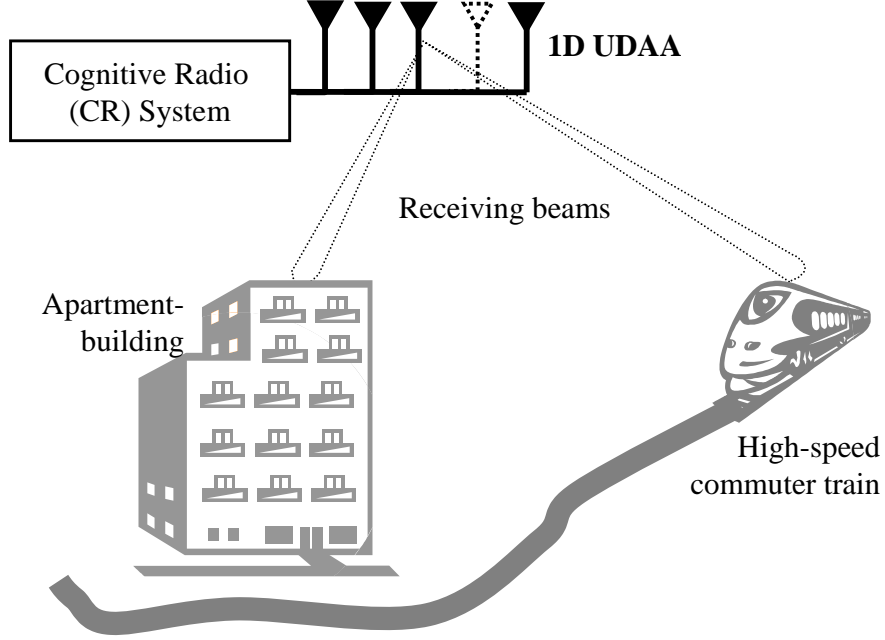 1D UDAA
Cognitive Radio
(CR) System
Receiving beams
Apartment-
building
High-speed
commuter train